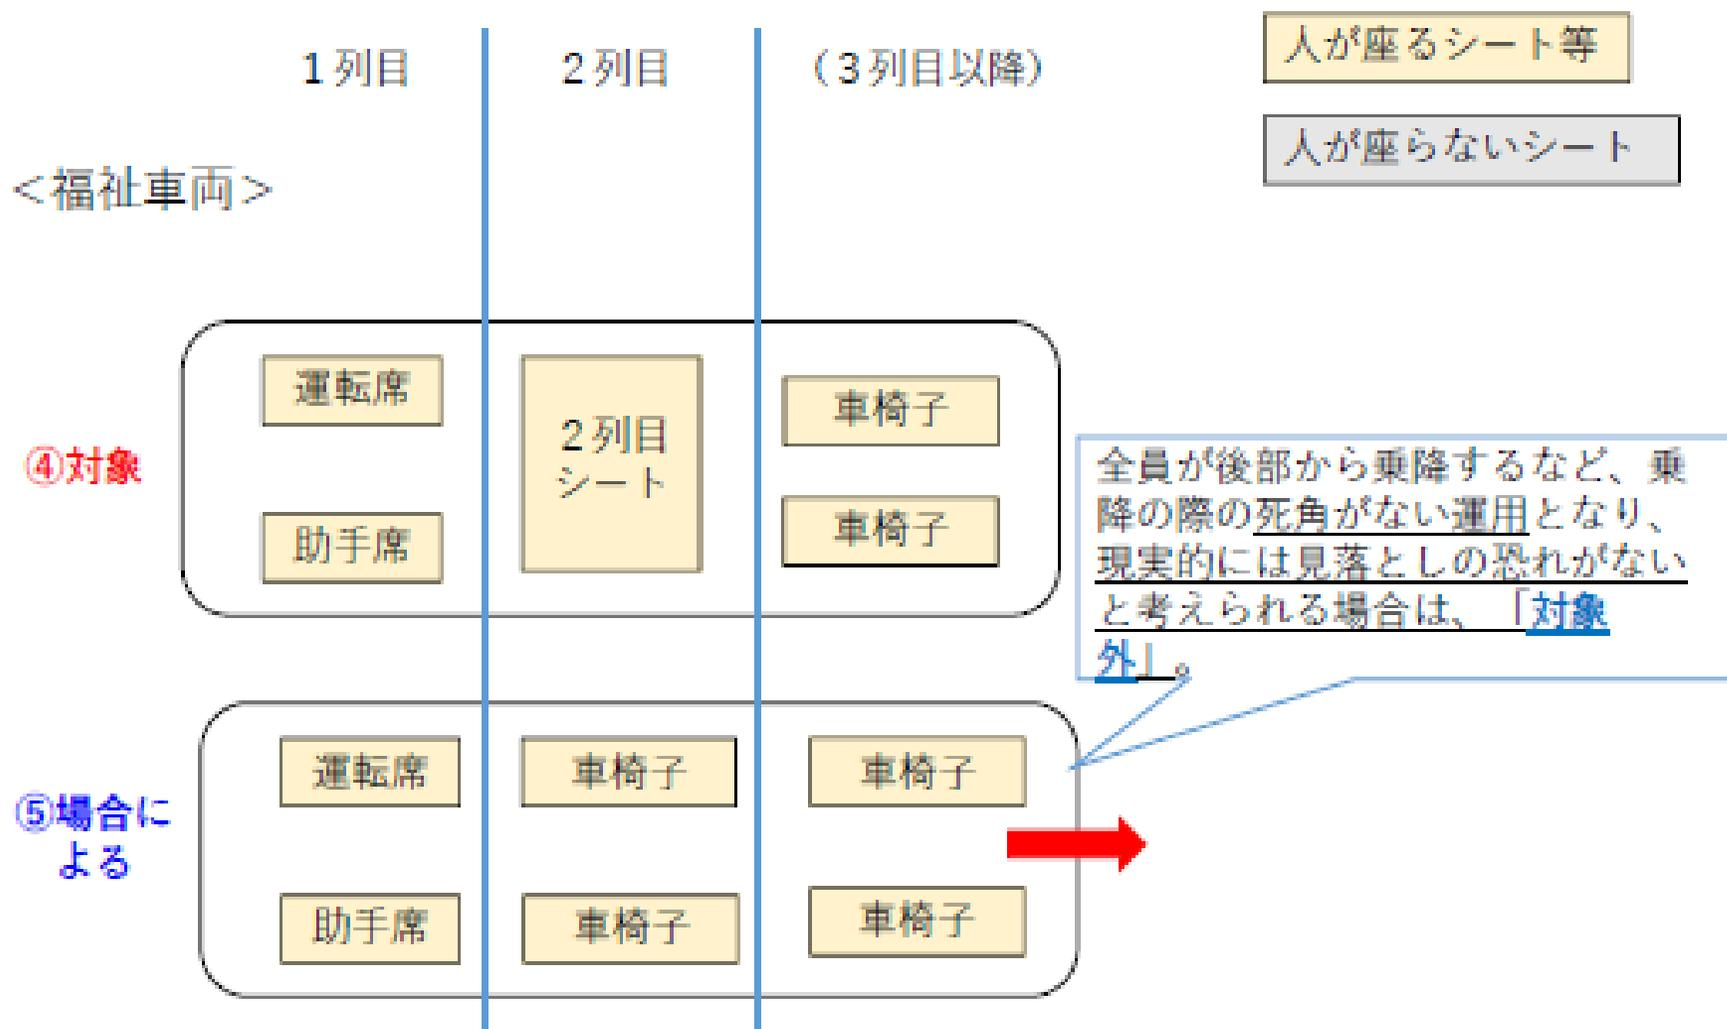 1列目
2列目
（3列目以降）
人が座るシート等
人が座らないシート
＜福祉車両＞
④対象
運転席
助手席
2列目
シート
車椅子
車椅子
全員が後部から乗降するなど、乗
降の際の死角がない運用となり、
現実的には見落としの恐れがない
と考えられる場合は、「対象
外」。
⑤場合に
よる
運転席
助手席
車椅子
車椅子
車椅子
車椅子